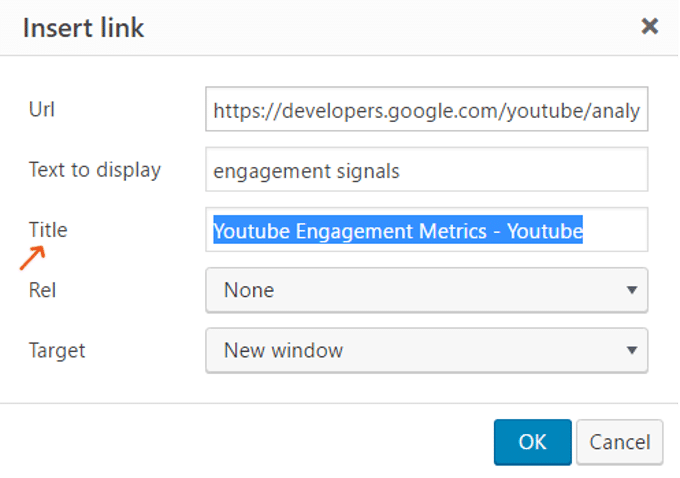 Insert link
Url https://developers.google.com/youtube/analy
Text to display engagement signals
Title Youtube Engagement Metrics - Youtube
Rel None
Target New window
OK Cancel